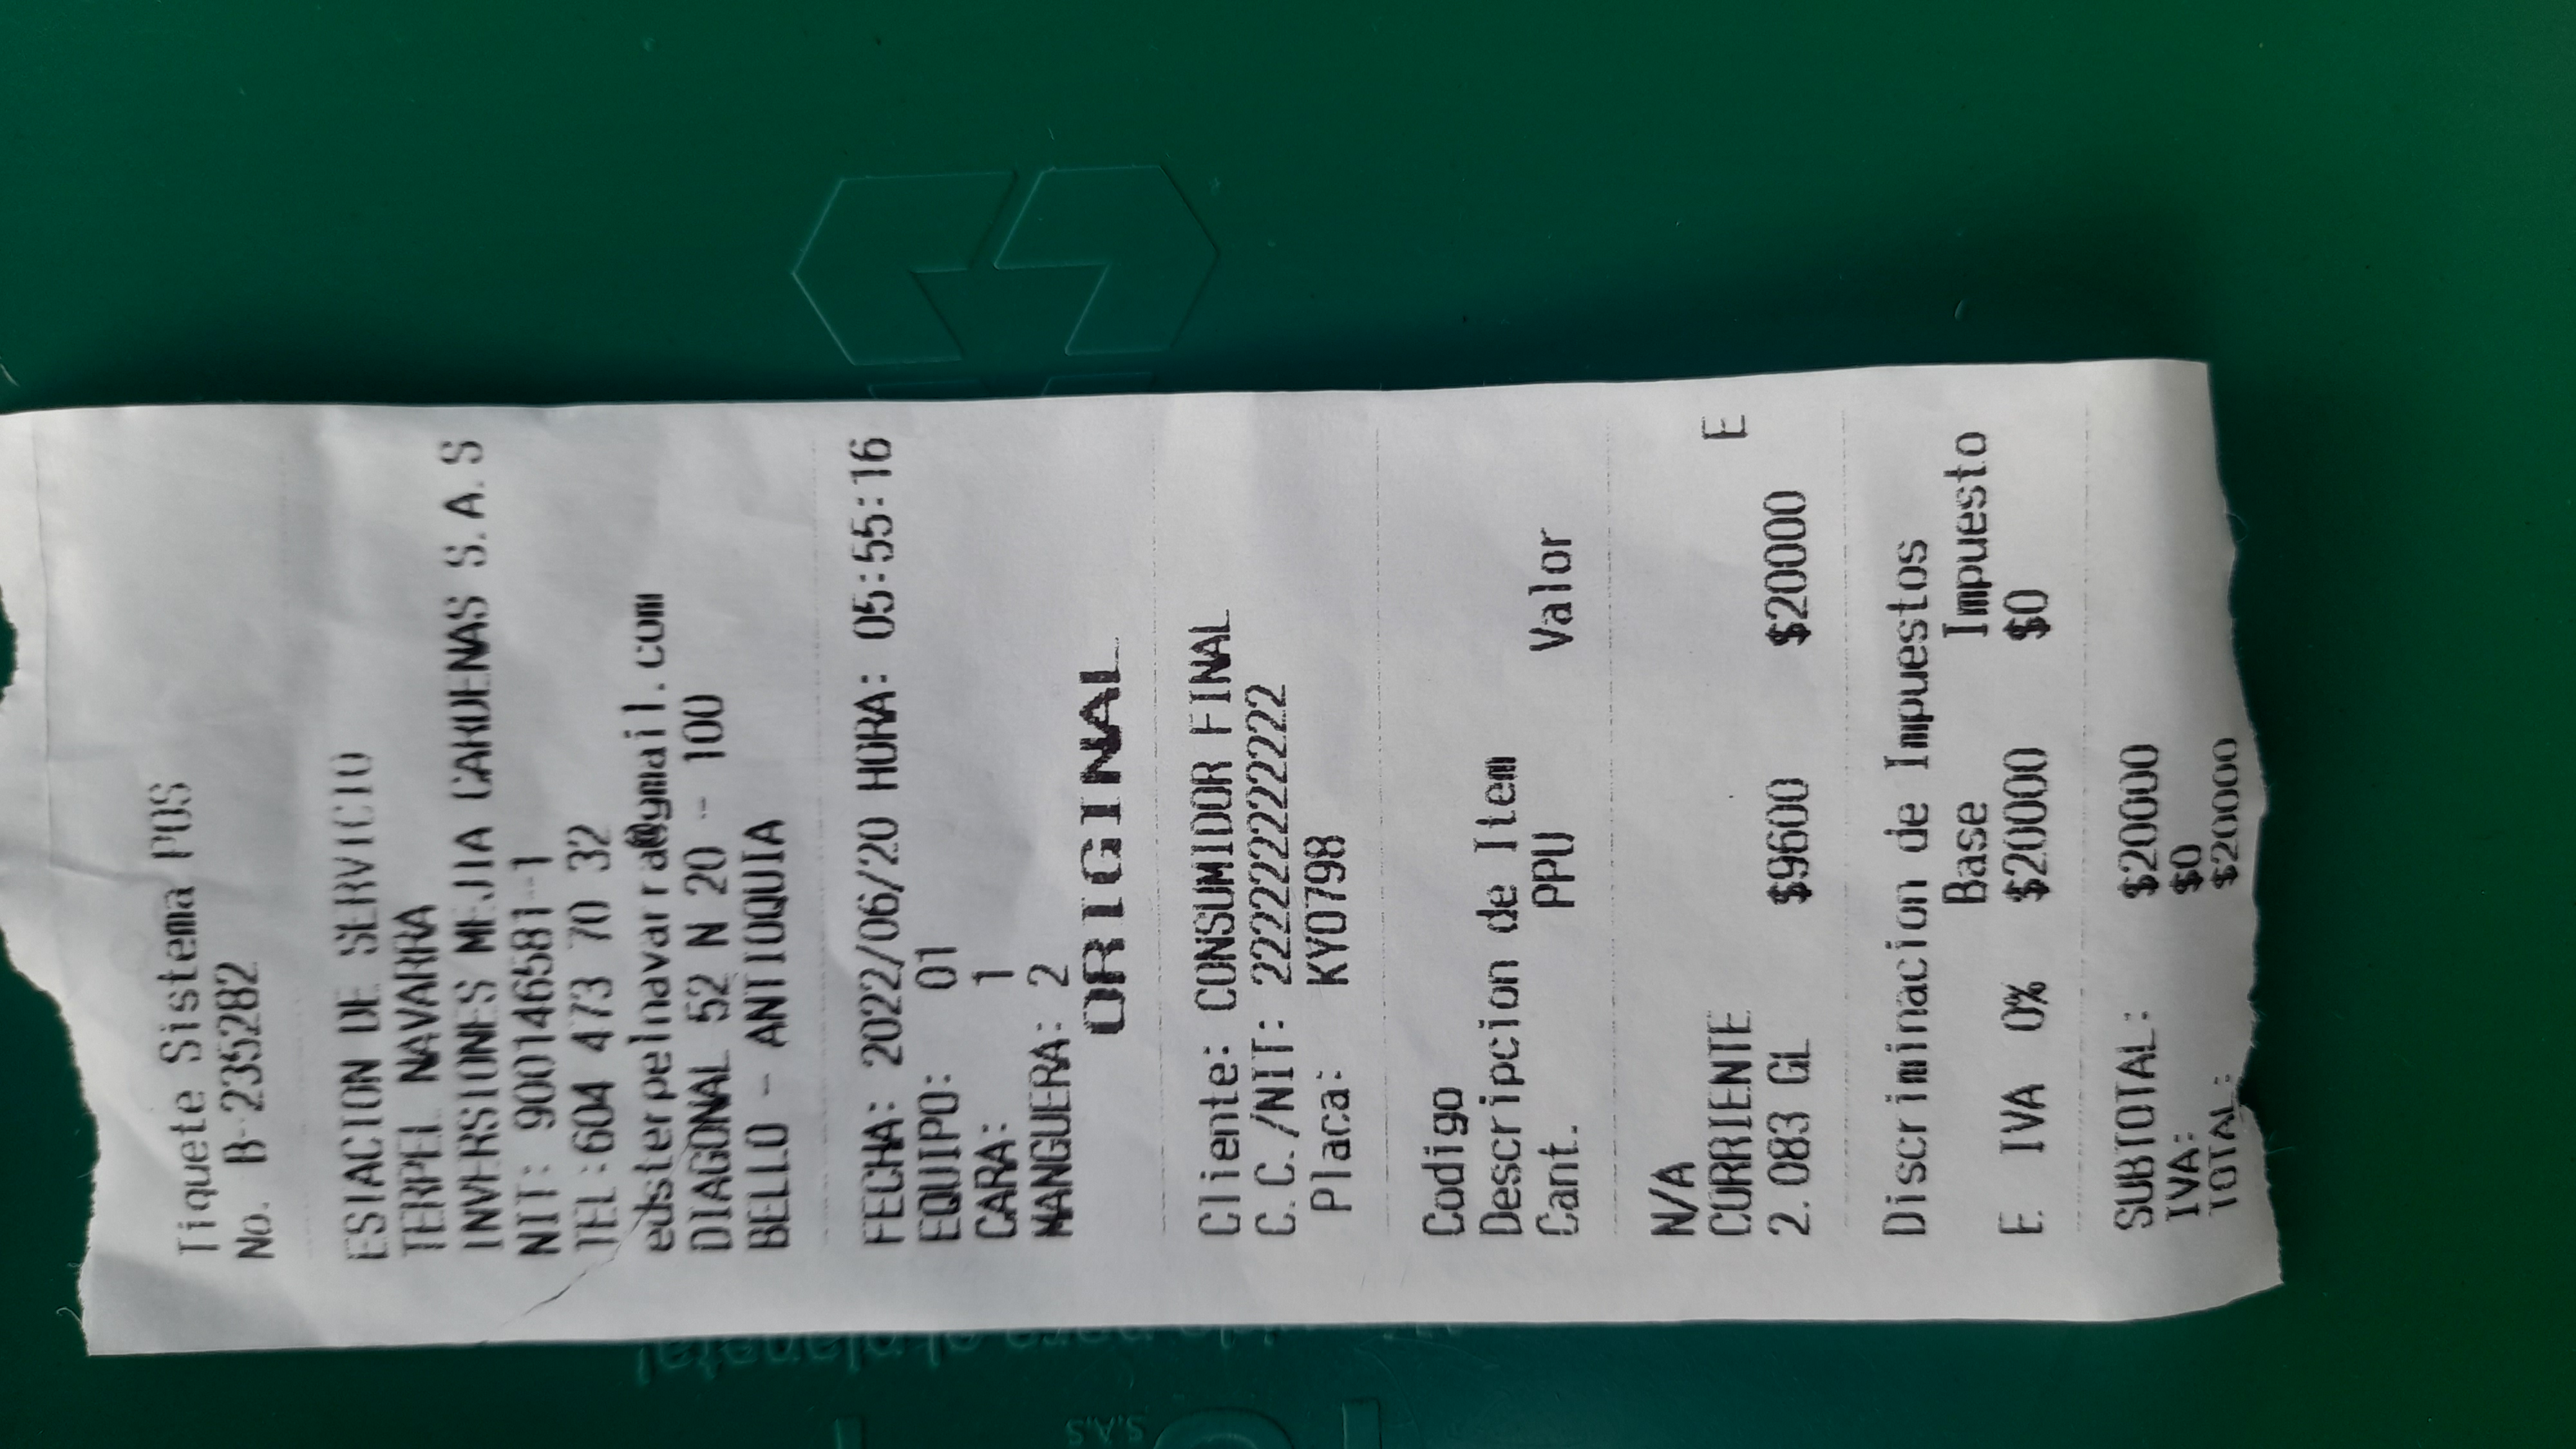 Tiquete Sistema POS
No. B-235282
ESTACION DE SERVICIO
TERPEL NAVARRA
INVERSIONES MEJIA CARDENAS S.A.S
NIT: 900146581-1
TEL:604 473 70 32
edsterpelnavarra@gmail.com
DIAGONAL 52 N 20 - 100
BELLO - ANTIOQUIA
FECHA: 2022/06/20 HORA: 05:55:16
EQUIPO: 01
CARA: 1
MANGUERA: 2
ORIGINAL
Cliente: CONSUMIDOR FINAL
C.C./NIT: 222222222222
Placa: KYO798
Codigo
Descripcion de Item
Cant. PPU Valor
N/A
CORRIENTE E
2.083 GL $9600 $20000
Discriminacion de Impuestos
Base Impuesto
E IVA 0% $20000 $0
SUBTOTAL: $20000
IVA: $0
TOTAL: $20000
para el planeta!
S.A.S